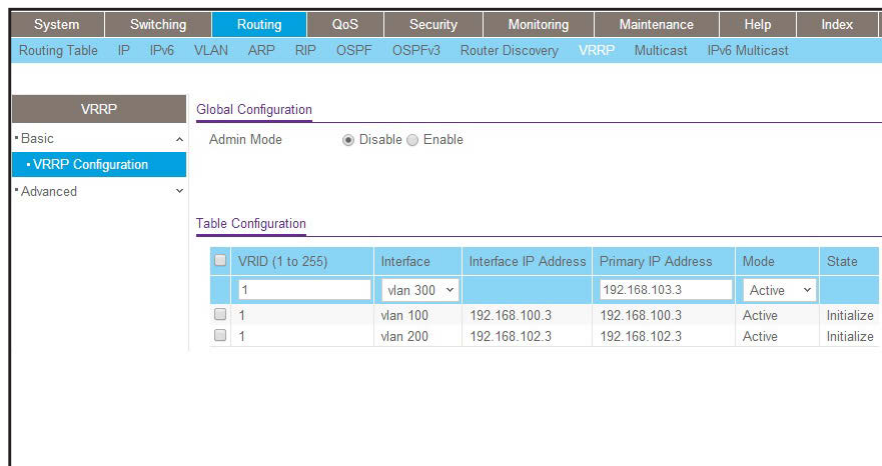 System Switching Routing QoS Security Monitoring Maintenance Help Index
Routing Table IP IPv6 VLAN ARP RIP OSPF OSPFv3 Router Discovery VRRP Multicast IPv6 Multicast
VRRP
Basic
VRRP Configuration
Advanced
Global Configuration
Admin Mode Disable Enable
Table Configuration
VRID (1 to 255) Interface Interface IP Address Primary IP Address Mode State
1 vlan 300 192.168.103.3 Active
1 vlan 100 192.168.100.3 192.168.100.3 Active Initialize
1 vlan 200 192.168.102.3 192.168.102.3 Active Initialize